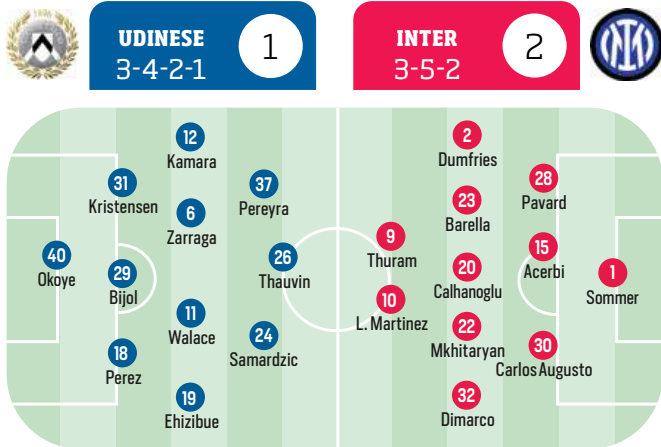 UDINESE
3-4-2-1
1
INTER
3-5-2
2
40
Okoye
31
Kristensen
29
Bijol
18
Perez
12
Kamara
6
Zarraga
11
Walace
19
Ehizibue
37
Pereyra
26
Thauvin
24
Samardzic
9
Thuram
10
L. Martinez
2
Dumfries
23
Barella
20
Calhanoglu
22
Mkhitaryan
32
Dimarco
28
Pavard
15
Acerbi
30
Carlos Augusto
1
Sommer